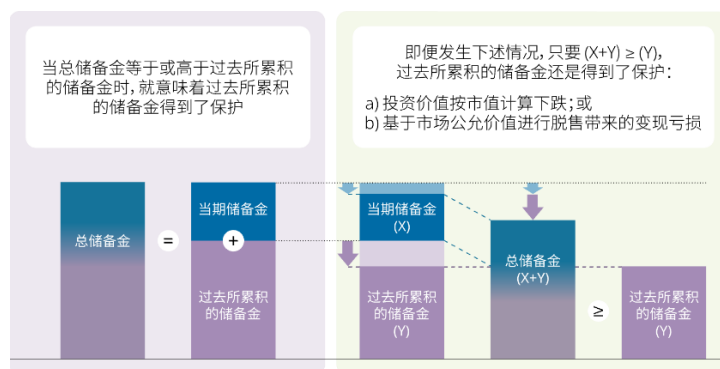 当总储备金等于或高于过去所累积
的储备金时，就意味着过去所累积
的储备金得到了保护
即便发生下述情况，只要 (X+Y) ≥ (Y)，
过去所累积的储备金还是得到了保护：
a) 投资价值按市值计算下跌；或
b) 基于市场公允价值进行脱售带来的变现亏损
总储备金
=
当期储备金
+
过去所累积
的储备金
当期储备金
(X)
过去所累积
的储备金
(Y)
总储备金
(X+Y)
≥
过去所累积
的储备金
(Y)